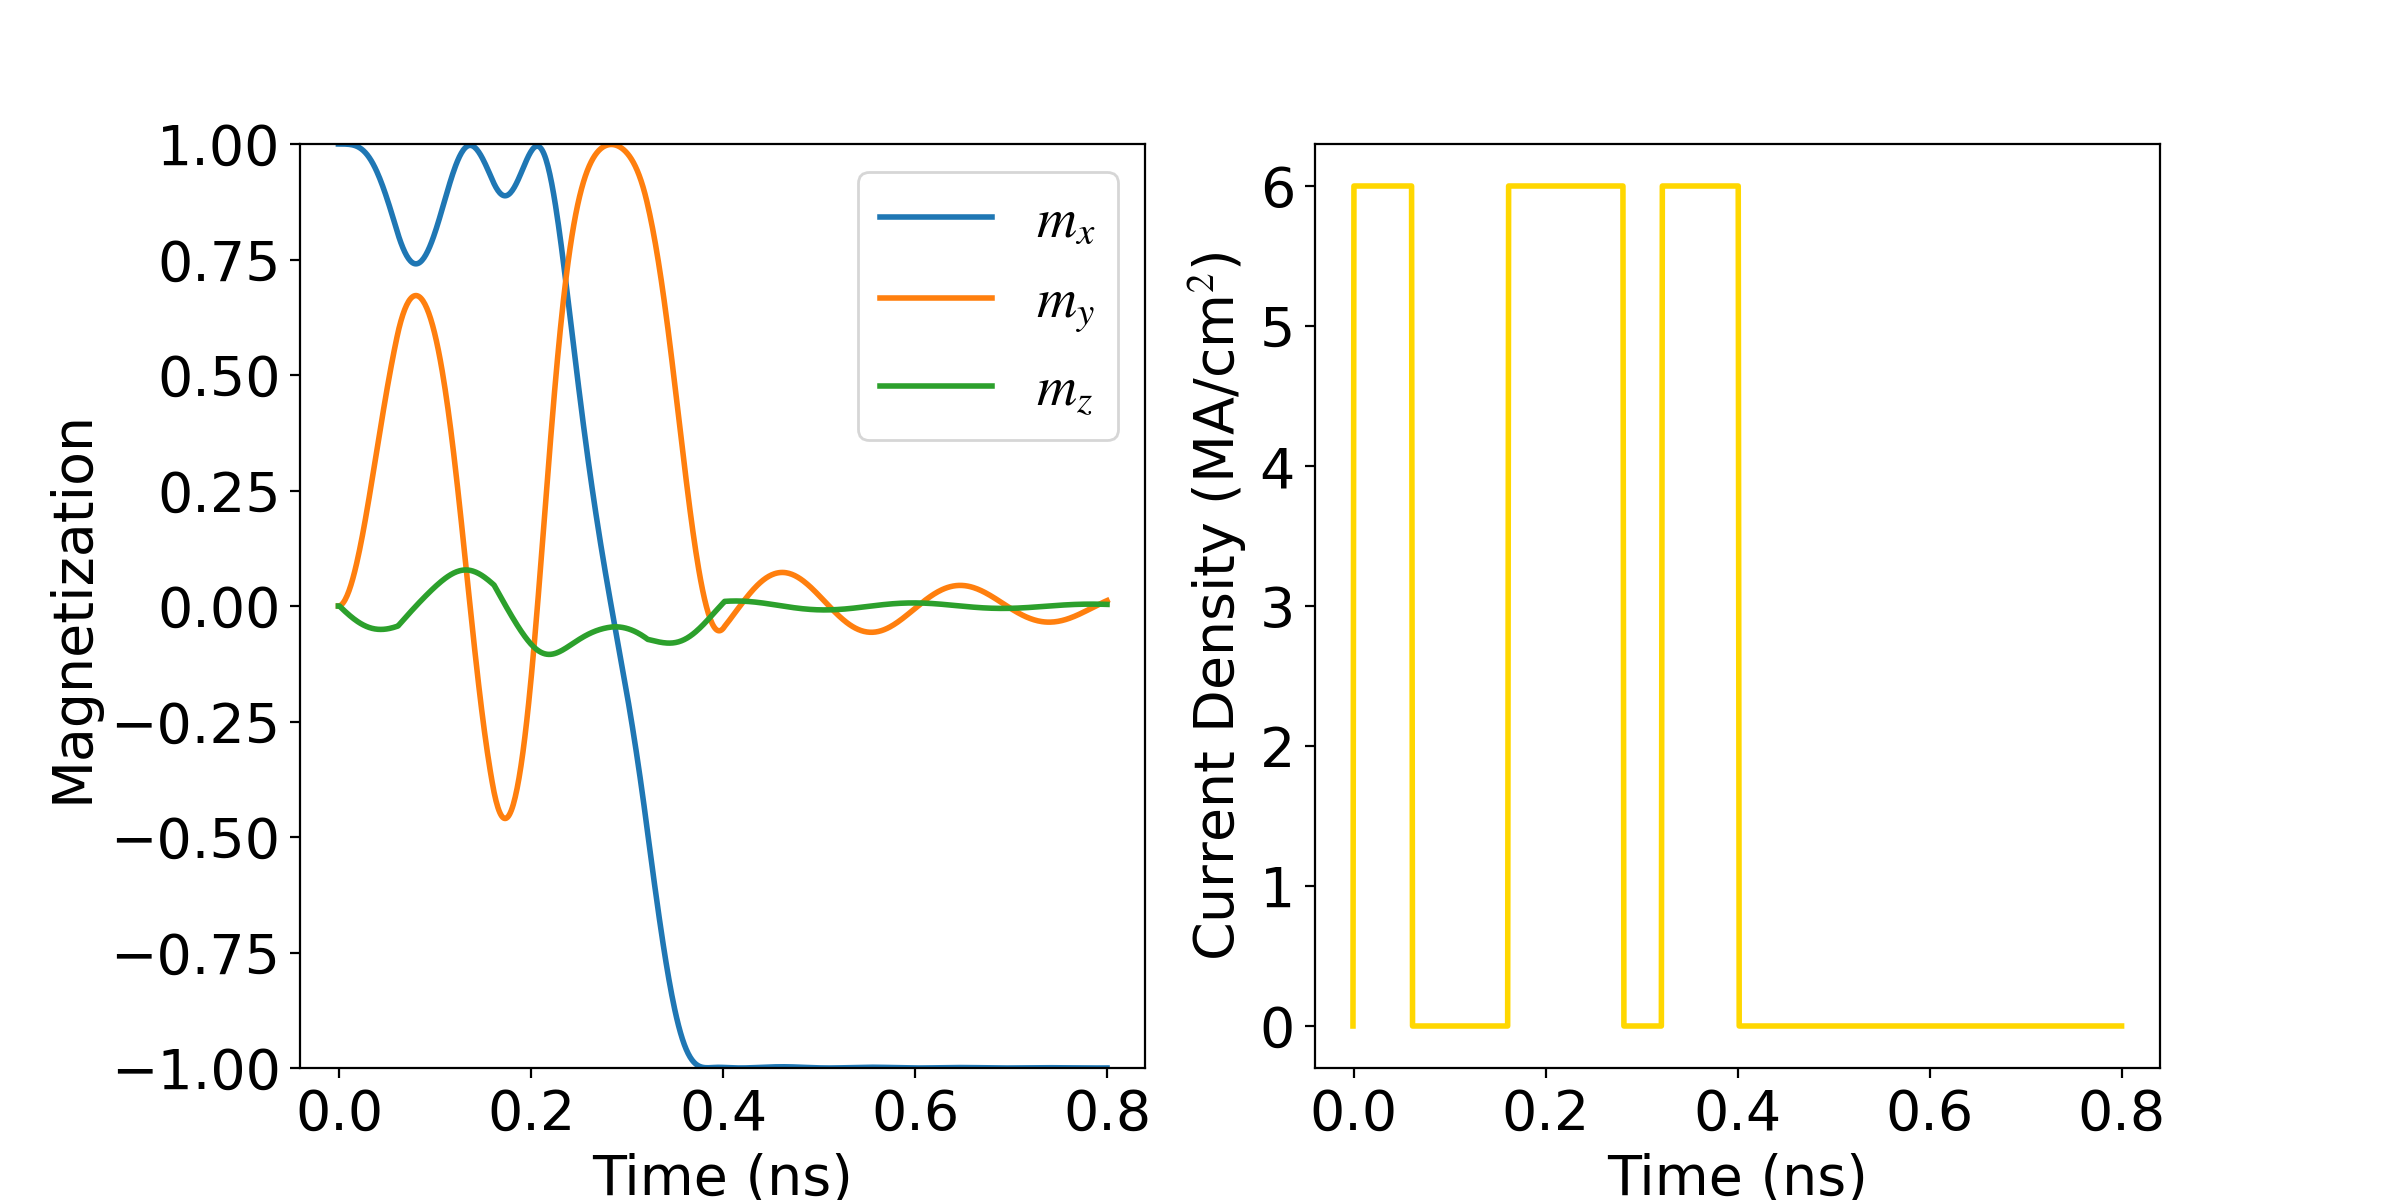 Magnetization
1.00
0.75
0.50
0.25
0.00
−0.25
−0.50
−0.75
−1.00
0.0 0.2 0.4 0.6 0.8
Time (ns)
m_x
m_y
m_z
Current Density (MA/cm²)
6
5
4
3
2
1
0
0.0 0.2 0.4 0.6 0.8
Time (ns)